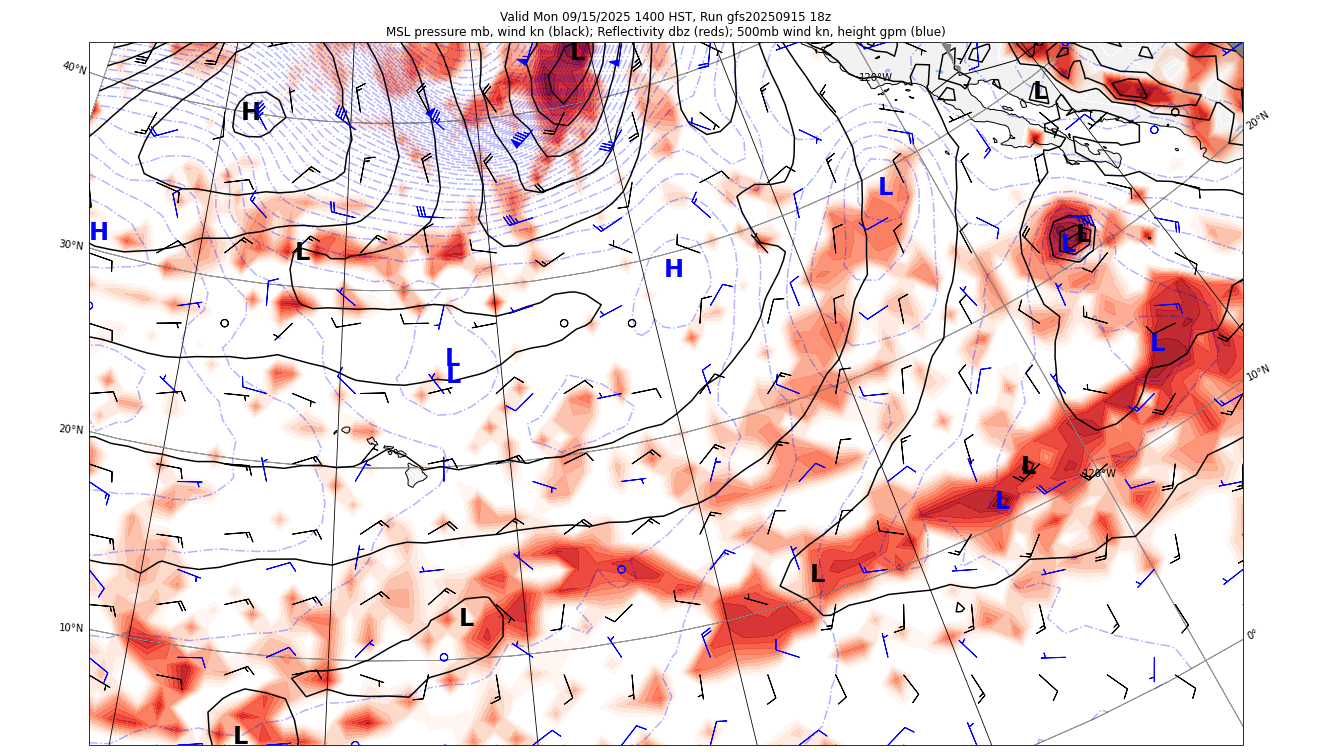 Valid Mon 09/15/2025 1400 HST, Run gfs20250915 18z
MSL pressure mb, wind kn (black); Reflectivity dbz (reds); 500mb wind kn, height gpm (blue)
L
40°N
120°W
L
H
20°N
L
H
L
L
30°N
L
H
L
L
L
10°N
20°N
L
120°W
L
L
L
10°N
0°
L